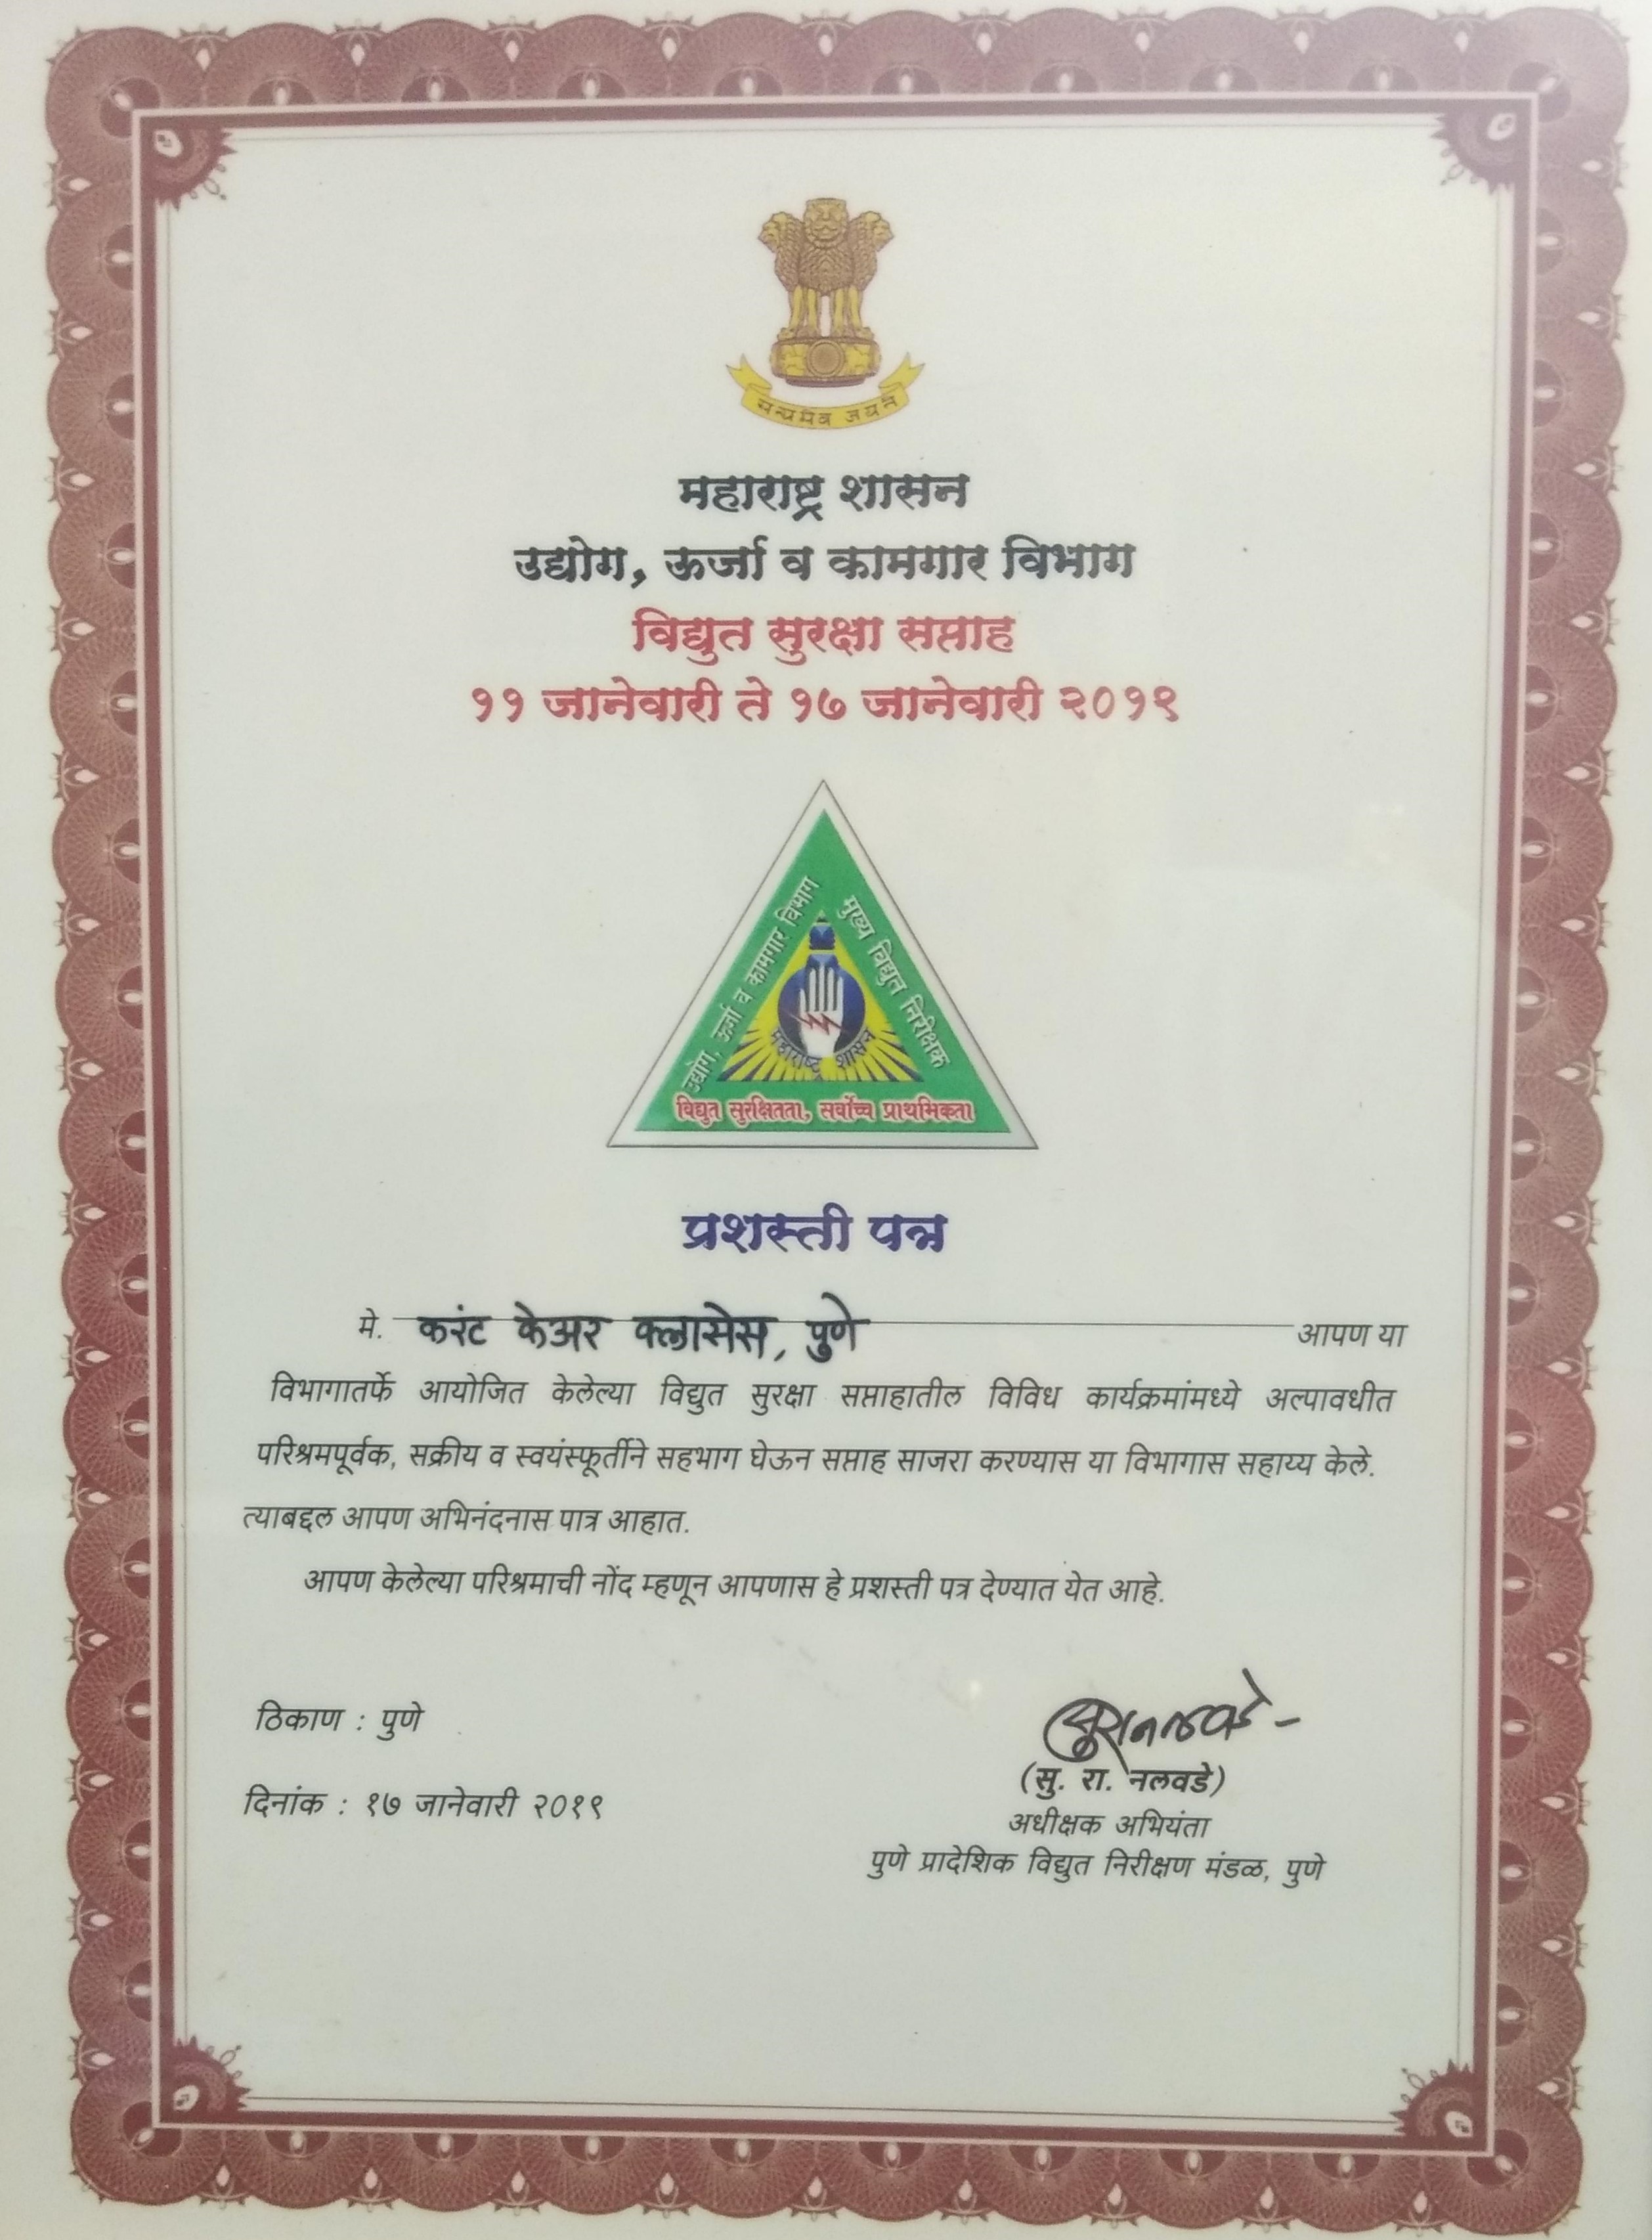 सत्यमेव जयते
महाराष्ट्र शासन
उद्योग, ऊर्जा व कामगार विभाग
विद्युत सुरक्षा सप्ताह
११ जानेवारी ते १७ जानेवारी २०१९
उद्योग, ऊर्जा व कामगार विभाग
मुख्य विद्युत निरीक्षक
महाराष्ट्र शासन
विद्युत सुरक्षितता, सर्वोच्च प्राथमिकता
प्रशस्ती पत्र
मे. करंट केअर क्लासेस, पुणे आपण या
विभागातर्फे आयोजित केलेल्या विद्युत सुरक्षा सप्ताहातील विविध कार्यक्रमांमध्ये अल्पावधीत
परिश्रमपूर्वक, सक्रीय व स्वयंस्फूर्तीने सहभाग घेऊन सप्ताह साजरा करण्यास या विभागास सहाय्य केले.
त्याबद्दल आपण अभिनंदनास पात्र आहात.
आपण केलेल्या परिश्रमाची नोंद म्हणून आपणास हे प्रशस्ती पत्र देण्यात येत आहे.
ठिकाण : पुणे
दिनांक : १७ जानेवारी २०१९
सुरानलवडे
(सु. रा. नलवडे)
अधीक्षक अभियंता
पुणे प्रादेशिक विद्युत निरीक्षण मंडळ, पुणे